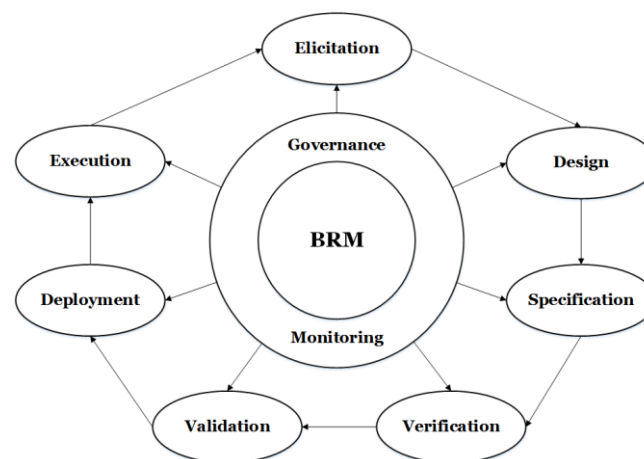 Elicitation
Governance
Execution
Design
BRM
Deployment
Specification
Monitoring
Validation
Verification